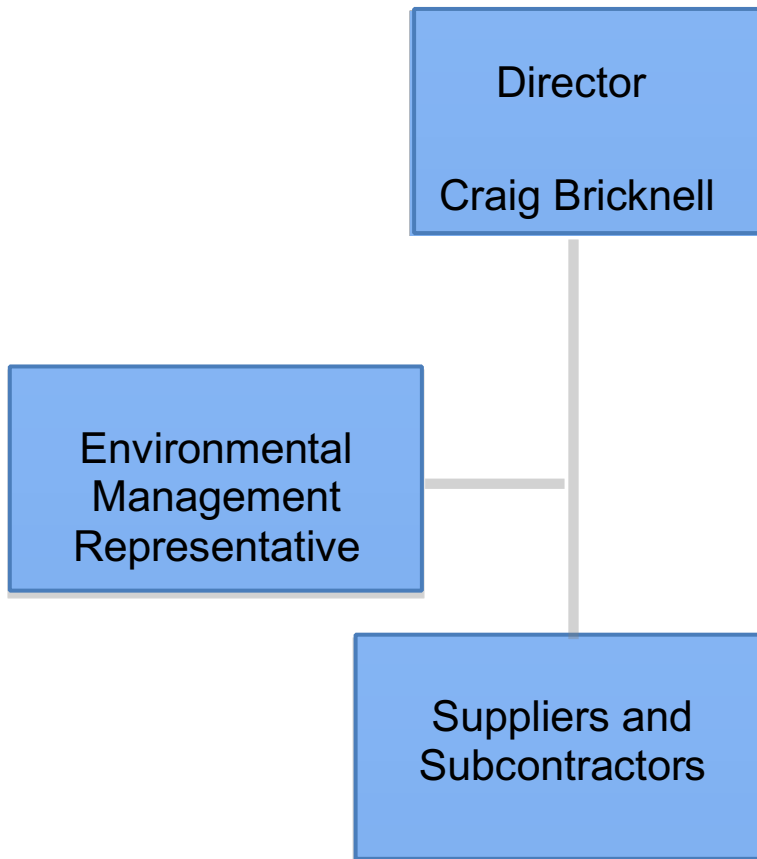 Director
Craig Bricknell
Environmental
Management
Representative
Suppliers and
Subcontractors